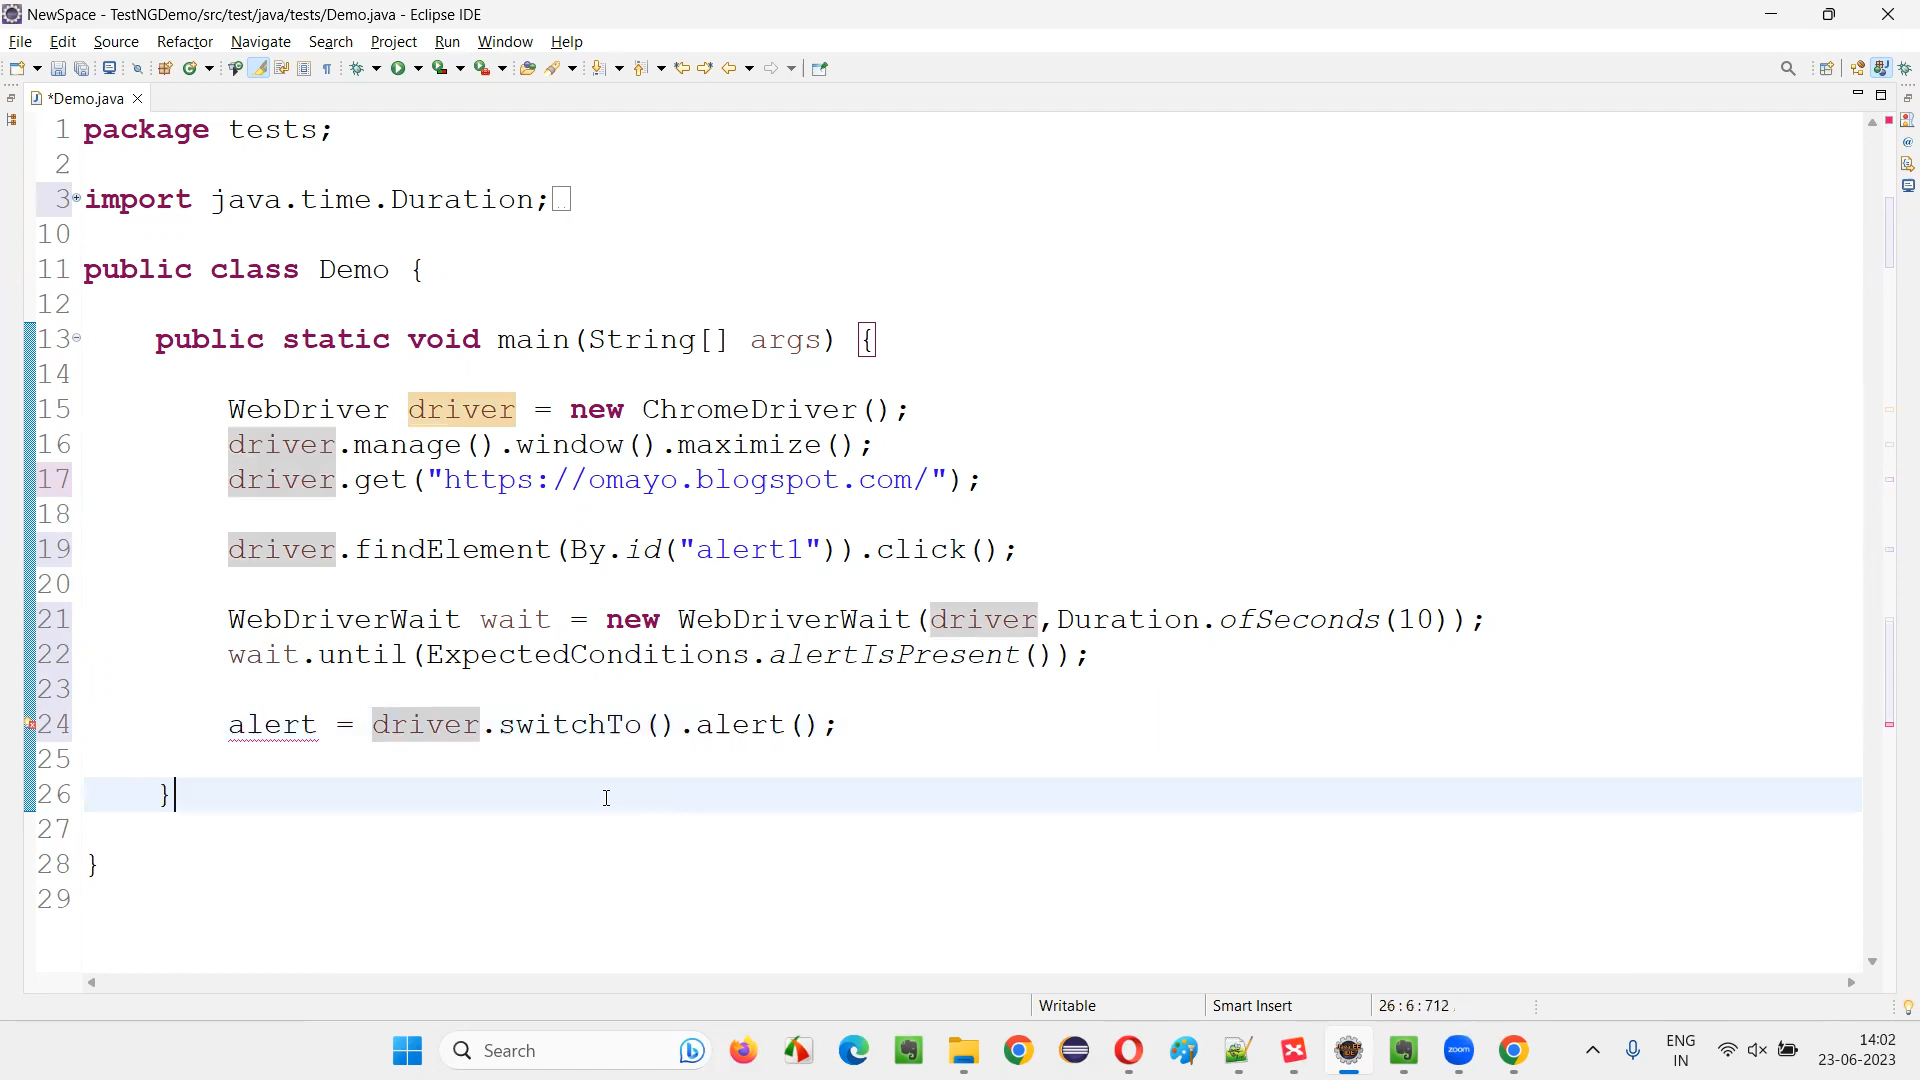 NewSpace - TestNGDemo/src/test/java/tests/Demo.java - Eclipse IDE
File Edit Source Refactor Navigate Search Project Run Window Help
*Demo.java
1 package tests;
2
3 import java.time.Duration;
10
11 public class Demo {
12
13 public static void main(String[] args) {
14
15 WebDriver driver = new ChromeDriver();
16 driver.manage().window().maximize();
17 driver.get("https://omayo.blogspot.com/");
18
19 driver.findElement(By.id("alert1")).click();
20
21 WebDriverWait wait = new WebDriverWait(driver,Duration.ofSeconds(10));
22 wait.until(ExpectedConditions.alertIsPresent());
23
24 alert = driver.switchTo().alert();
25
26 }
27
28 }
29
Writable Smart Insert 26 : 6 : 712
Search
zoom
ENG
IN
14:02
23-06-2023